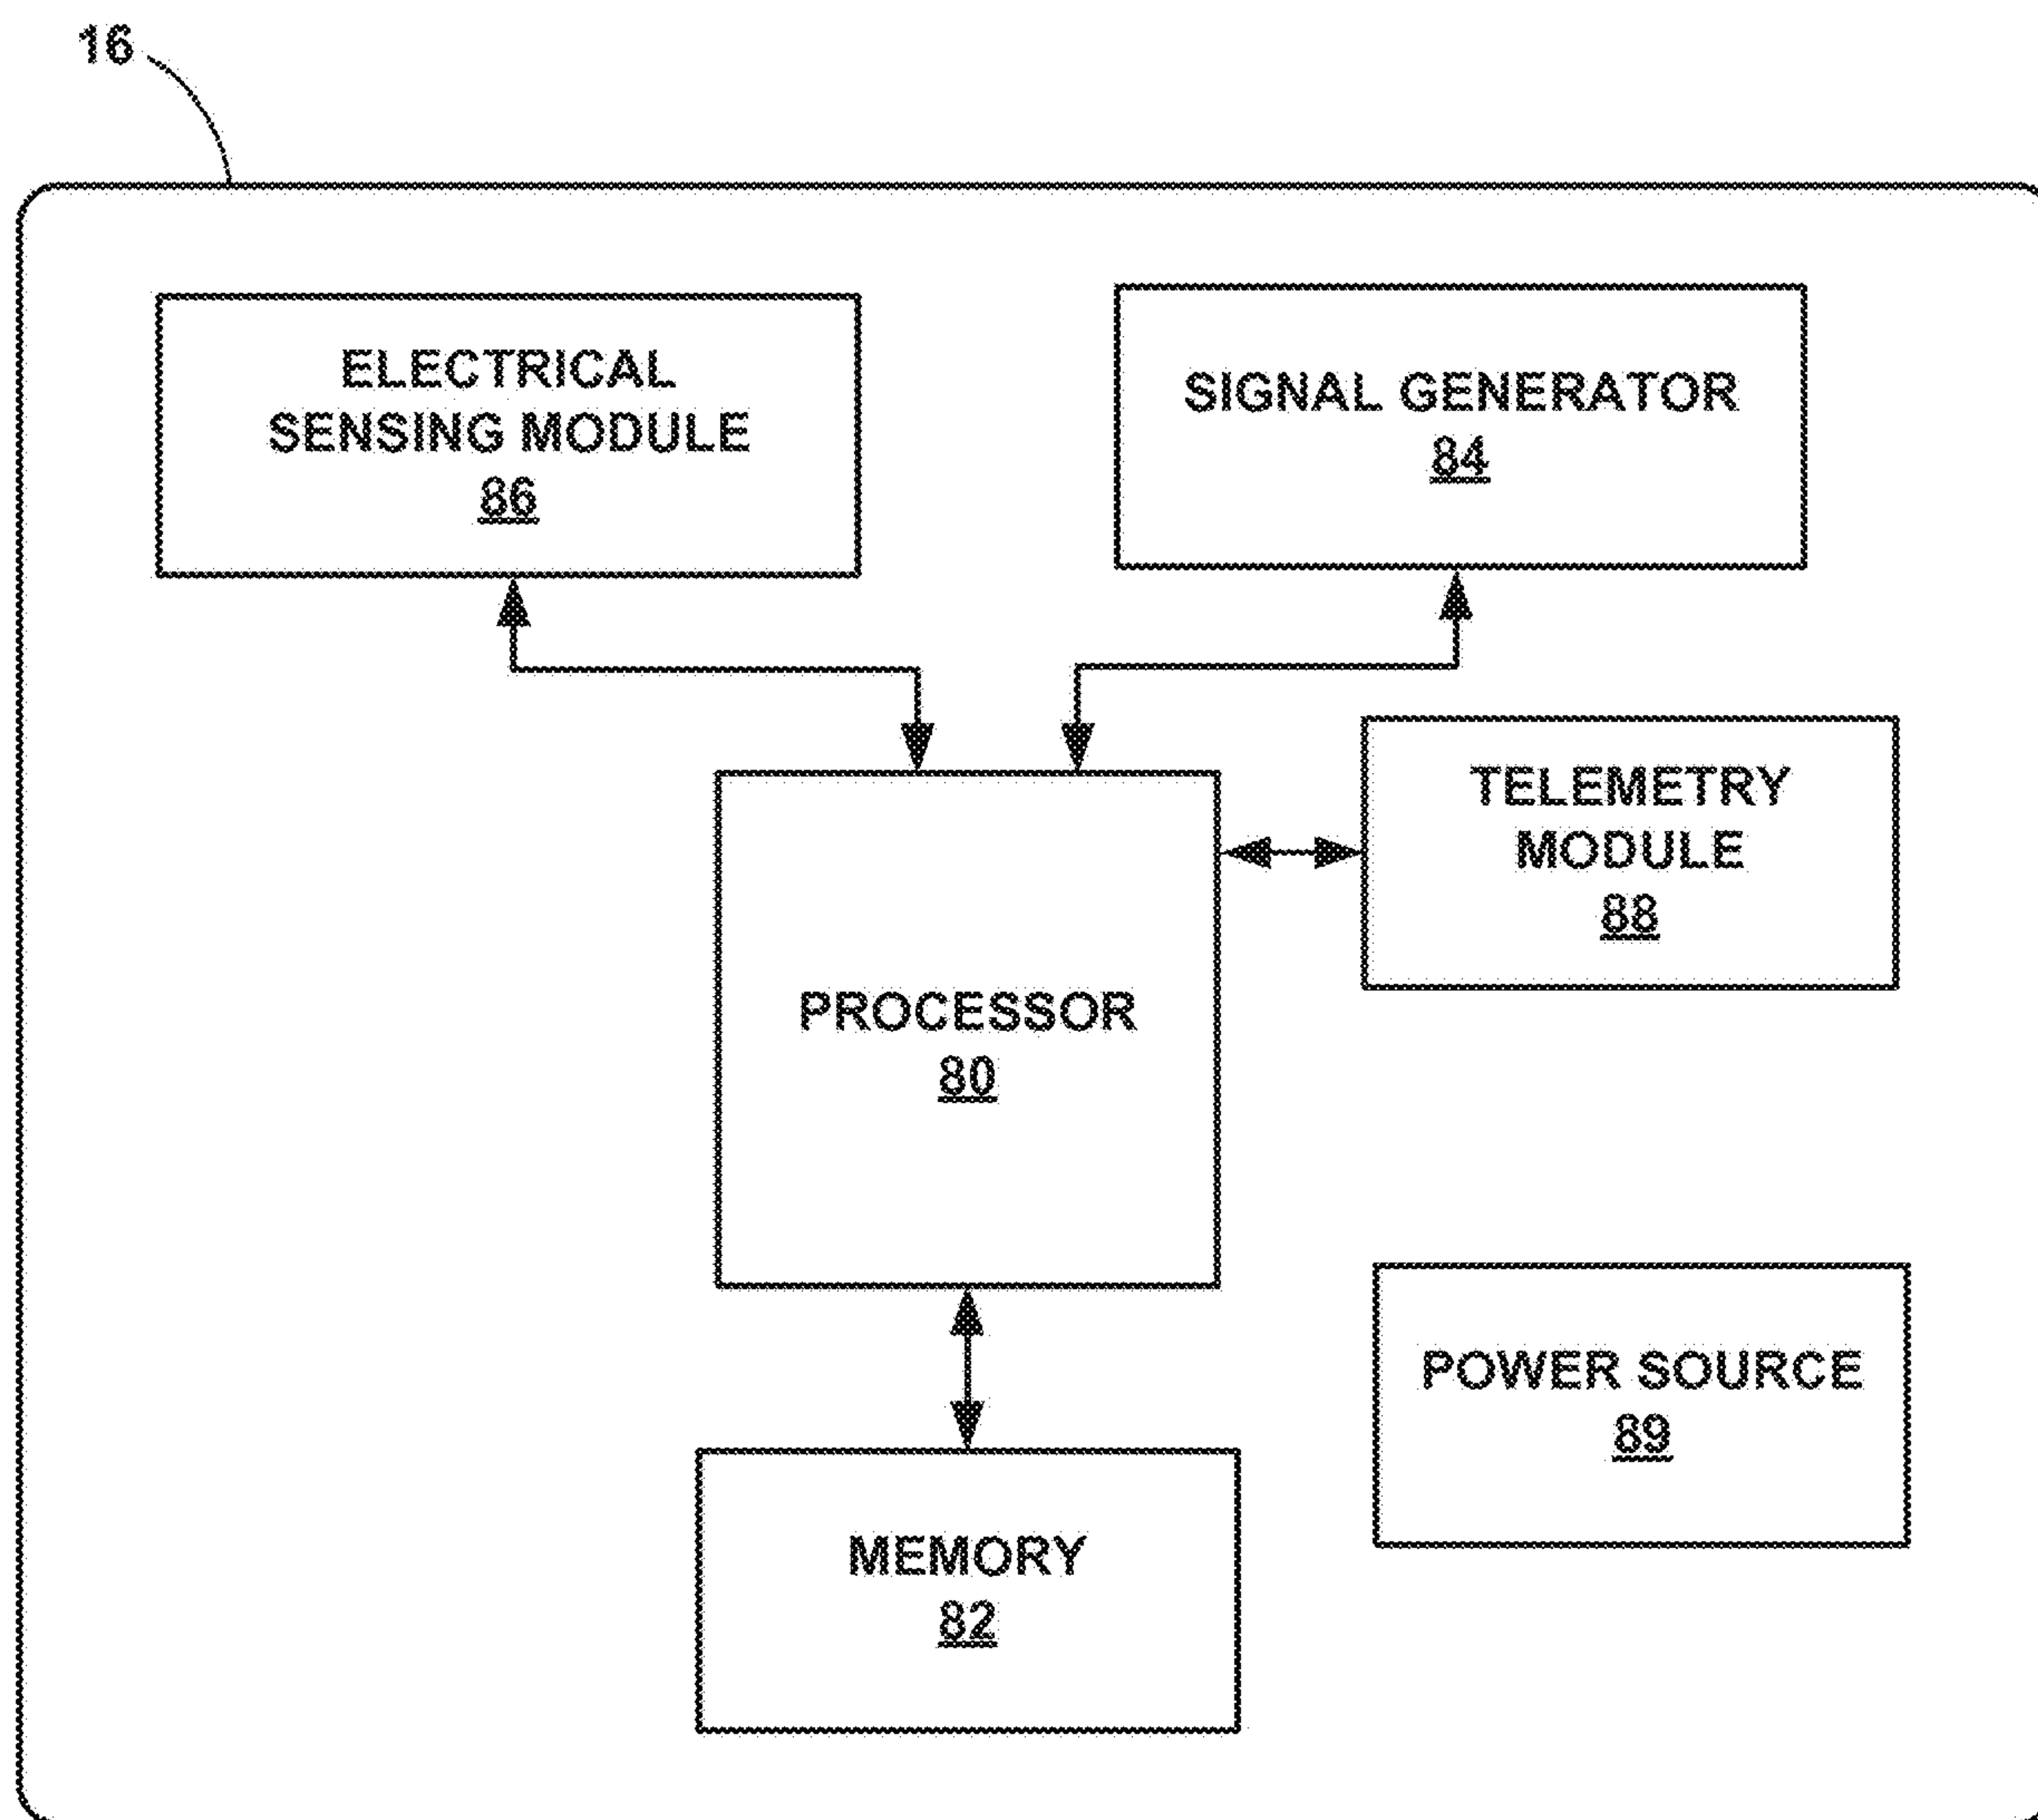 16
ELECTRICAL
SENSING MODULE
86
SIGNAL GENERATOR
84
TELEMETRY
MODULE
88
PROCESSOR
80
POWER SOURCE
89
MEMORY
82